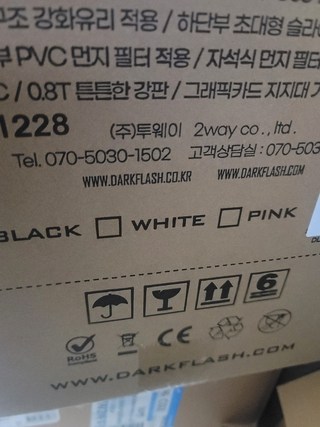 구조 강화유리 적용 / 하단부 초대형 슬라
부 PVC 먼지 필터 적용 / 자석식 먼지 필터
C / 0.8T 튼튼한 강판 / 그래픽카드 지지대
1228 (주)투웨이 2way co., ltd.
Tel. 070-5030-1502 고객상담실 : 070-503
WWW.DARKFLASH.CO.KR WWW.DARKFLASH.COM
BLACK WHITE PINK
6
RoHS CE
WWW.DARKFLASH.COM